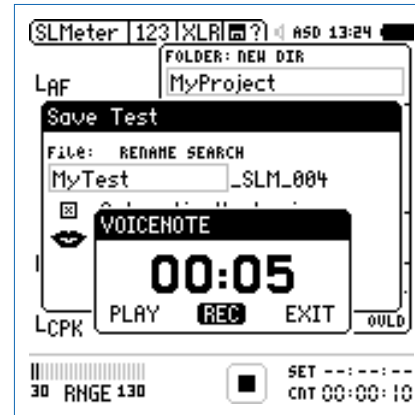 SLMeter 123 XLR ? ASD 13:24
FOLDER: NEW DIR
LAF
MyProject
Save Test
File: RENAME SEARCH
MyTest _SLM_004
VOICENOTE
00:05
PLAY REC EXIT
LCPK OVLD
30 RNGE 130
SET --:--:--
CNT 00:00:10